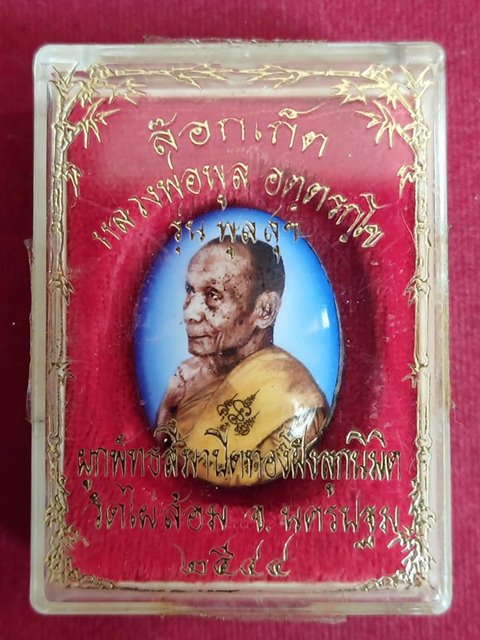 ล๊อกเก็ต
หลวงพ่อพูล อตฺตรกฺโข
รุ่น พูลสุข
ผูกพัทธสีมาปิดทองฝังลูกนิมิต
วัดไผ่ล้อม จ. นครปฐม
๒๕๔๔